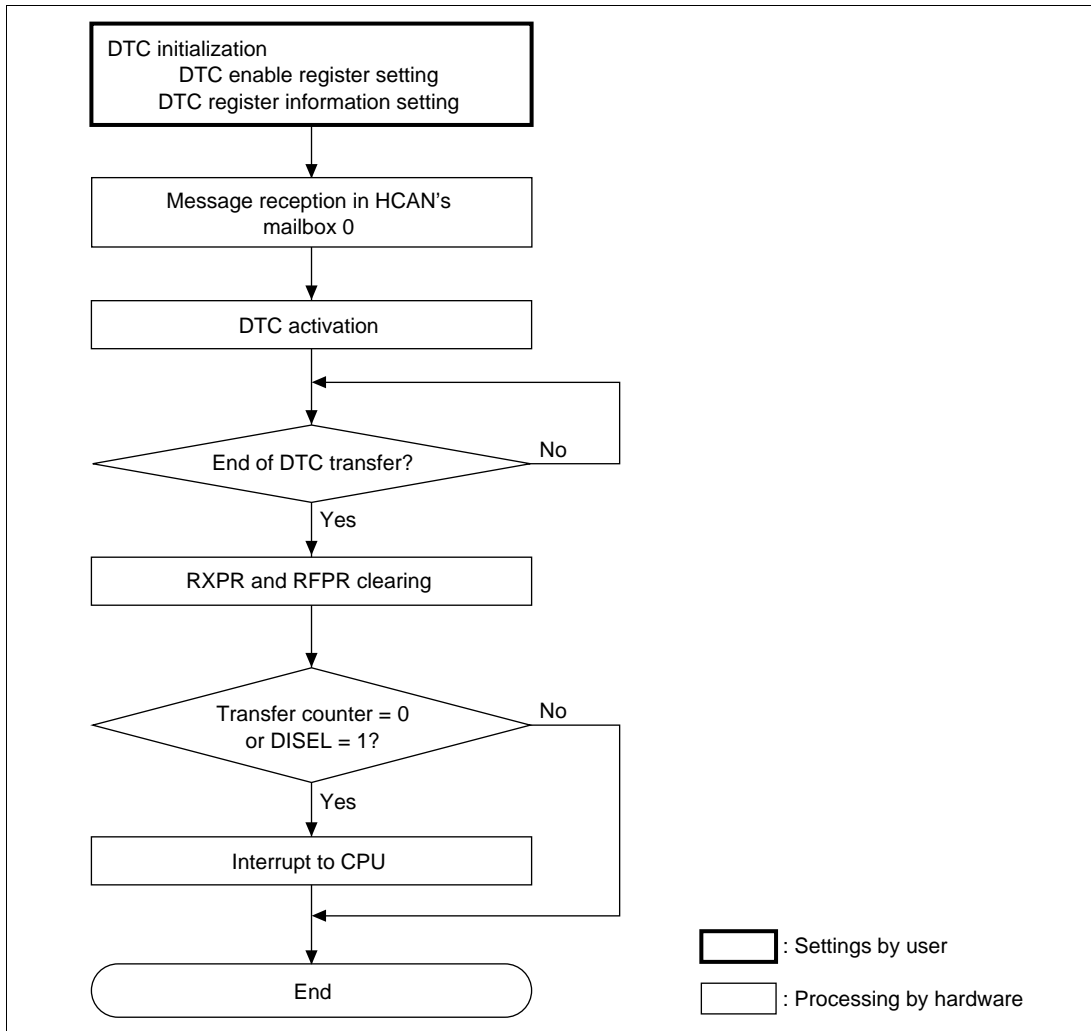 DTC initialization
DTC enable register setting
DTC register information setting
Message reception in HCAN's
mailbox 0
DTC activation
End of DTC transfer?
No
Yes
RXPR and RFPR clearing
Transfer counter = 0
or DISEL = 1?
No
Yes
Interrupt to CPU
End
: Settings by user
: Processing by hardware